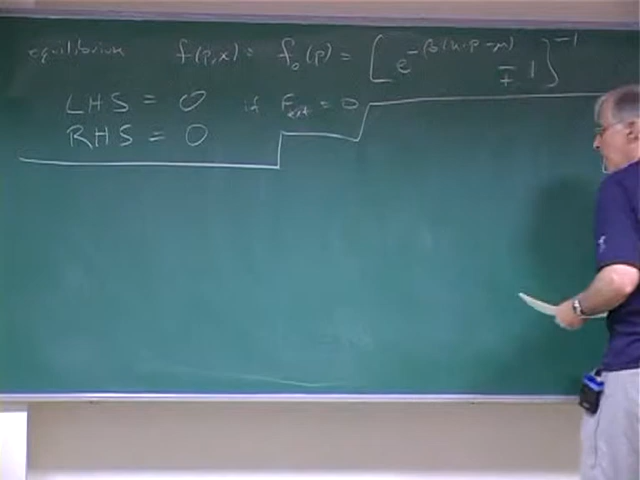 equilibrium f(p,x) = f₀(p) = [e^{-β(u·p-μ)} ∓ 1]^{-1}
LHS = 0 if F_ext = 0
RHS = 0